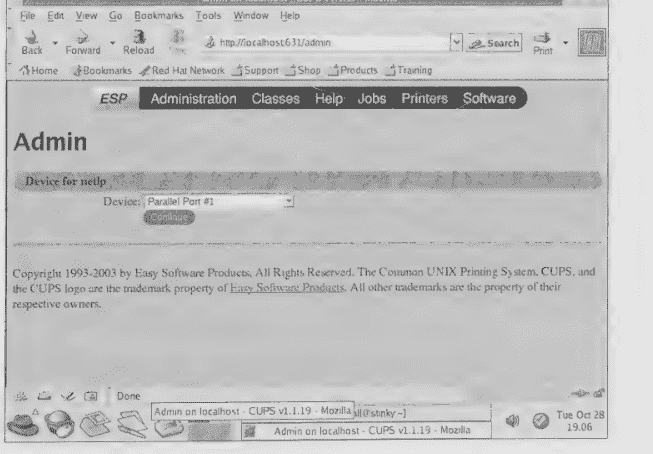 File Edit View Go Bookmarks Tools Window Help
Back Forward Reload http://localhost:631/admin Search Print
Home Bookmarks Red Hat Network Support Shop Products Training
ESP Administration Classes Help Jobs Printers Software
Admin
Device for netlp
Device: Parallel Port #1
Continue
Copyright 1993-2003 by Easy Software Products, All Rights Reserved. The Common UNIX Printing System, CUPS, and
the CUPS logo are the trademark property of Easy Software Products. All other trademarks are the property of their
respective owners.
Done
Admin on localhost - CUPS v1.1.19 - Mozilla
Admin on localhost - CUPS v1.1.19 - Mozilla
Tue Oct 28
19:06